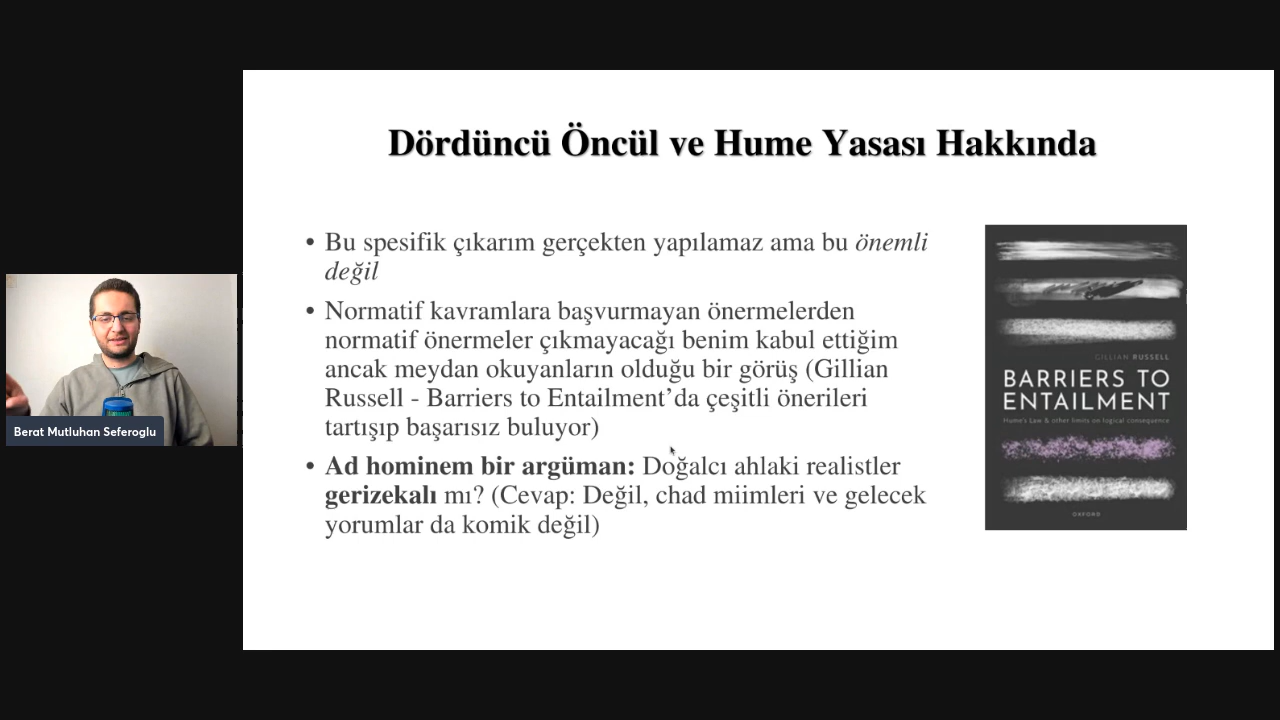 Dördüncü Öncül ve Hume Yasası Hakkında
• Bu spesifik çıkarım gerçekten yapılamaz ama bu önemli
değil
• Normatif kavramlara başvurmayan önermelerden
normatif önermeler çıkmayacağı benim kabul ettiğim
ancak meydan okuyanların olduğu bir görüş (Gillian
Russell - Barriers to Entailment’da çeşitli önerileri
tartışıp başarısız buluyor)
• Ad hominem bir argüman: Doğalcı ahlaki realistler
gerizekalı mı? (Cevap: Değil, chad miimleri ve gelecek
yorumlar da komik değil)
GILLIAN RUSSELL
BARRIERS TO
ENTAILMENT
Hume's Law & other limits on logical consequence
OXFORD
Berat Mutluhan Seferoglu